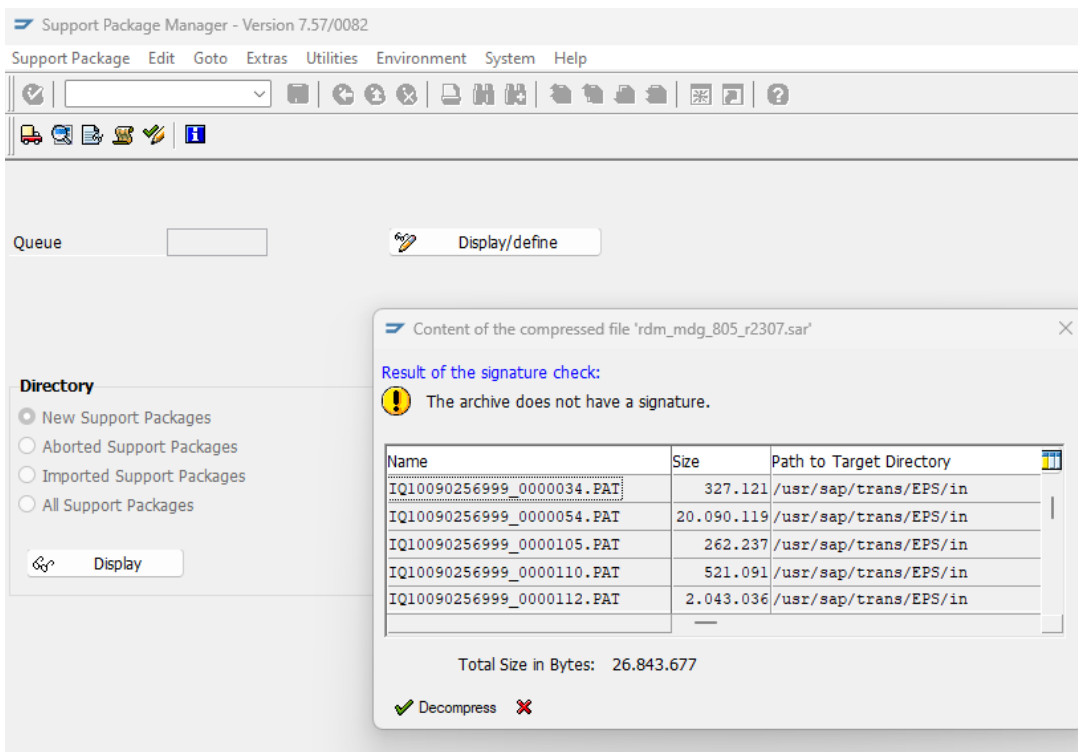 Support Package Manager - Version 7.57/0082
Support Package Edit Goto Extras Utilities Environment System Help
Queue
Display/define
Content of the compressed file 'rdm_mdg_805_r2307.sar'
Result of the signature check:
The archive does not have a signature.
Directory
New Support Packages
Aborted Support Packages
Imported Support Packages
All Support Packages
Display
Name Size Path to Target Directory
IQ10090256999_0000034.PAT 327.121 /usr/sap/trans/EPS/in
IQ10090256999_0000054.PAT 20.090.119 /usr/sap/trans/EPS/in
IQ10090256999_0000105.PAT 262.237 /usr/sap/trans/EPS/in
IQ10090256999_0000110.PAT 521.091 /usr/sap/trans/EPS/in
IQ10090256999_0000112.PAT 2.043.036 /usr/sap/trans/EPS/in
Total Size in Bytes: 26.843.677
Decompress